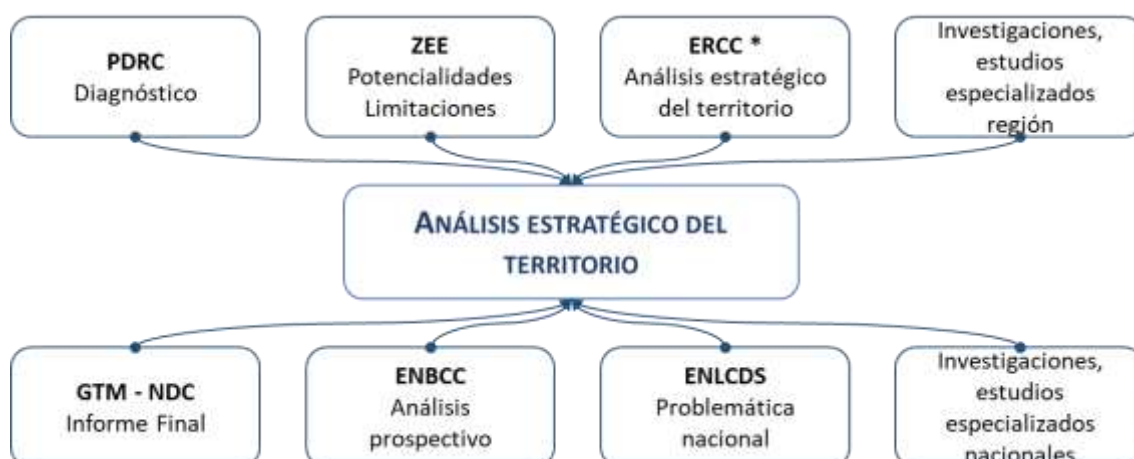 PDRC
Diagnóstico
ZEE
Potencialidades
Limitaciones
ERCC *
Análisis estratégico
del territorio
Investigaciones,
estudios
especializados
región
ANÁLISIS ESTRATÉGICO DEL
TERRITORIO
GTM - NDC
Informe Final
ENBCC
Análisis
prospectivo
ENLCDS
Problemática
nacional
Investigaciones,
estudios
especializados
nacionales